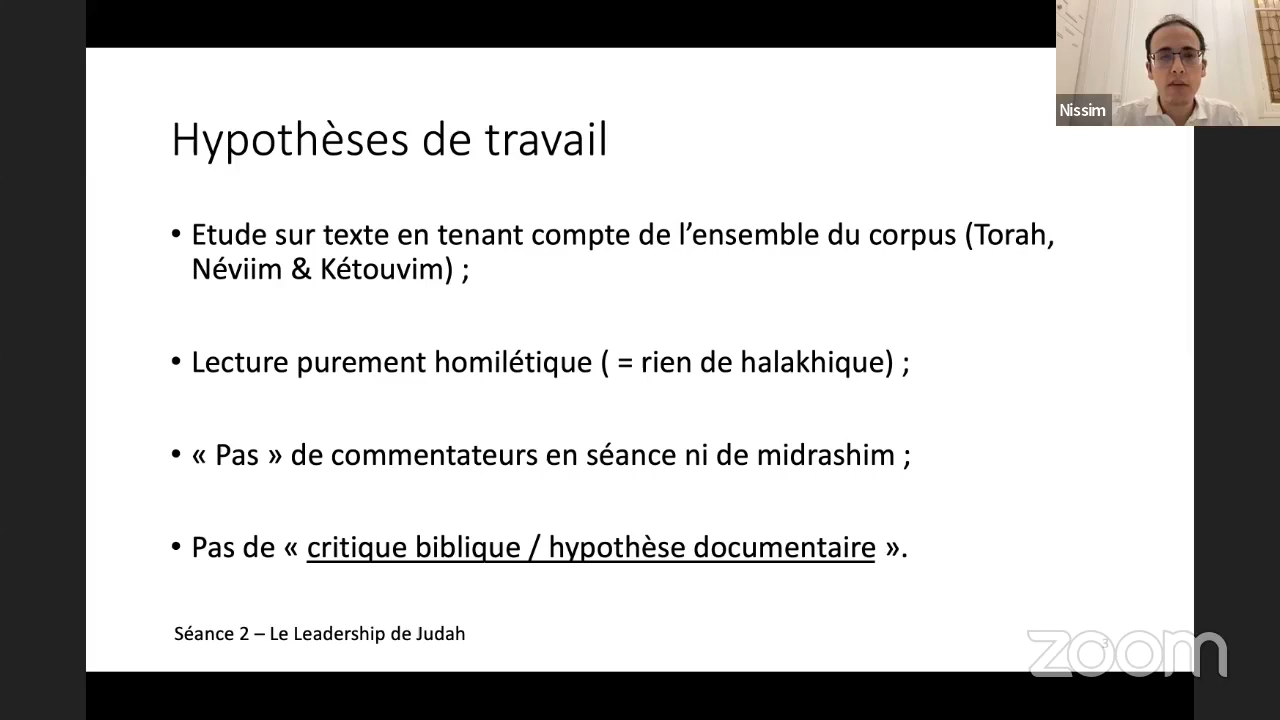 Hypothèses de travail
• Etude sur texte en tenant compte de l’ensemble du corpus (Torah,
Néviim & Kétouvim) ;
• Lecture purement homilétique ( = rien de halakhique) ;
• « Pas » de commentateurs en séance ni de midrashim ;
• Pas de « critique biblique / hypothèse documentaire ».
Séance 2 – Le Leadership de Judah
3
zoom
Nissim